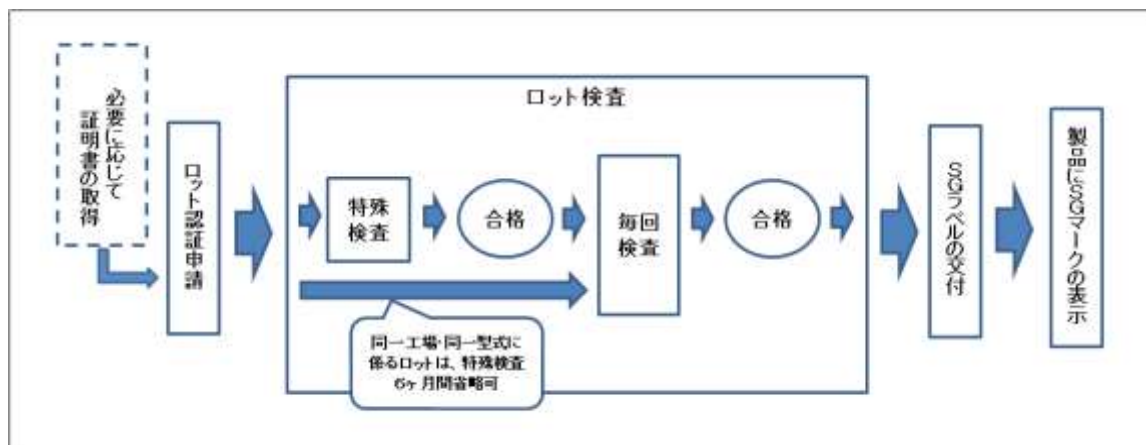 必要に応じて
証明書の取得
ロット認証申請
ロット検査
特殊
検査
合格
毎回
検査
合格
同一工場・同一型式に
係るロットは、特殊検査
6ヶ月間省略可
SGラベルの交付
製品にSGマークの表示